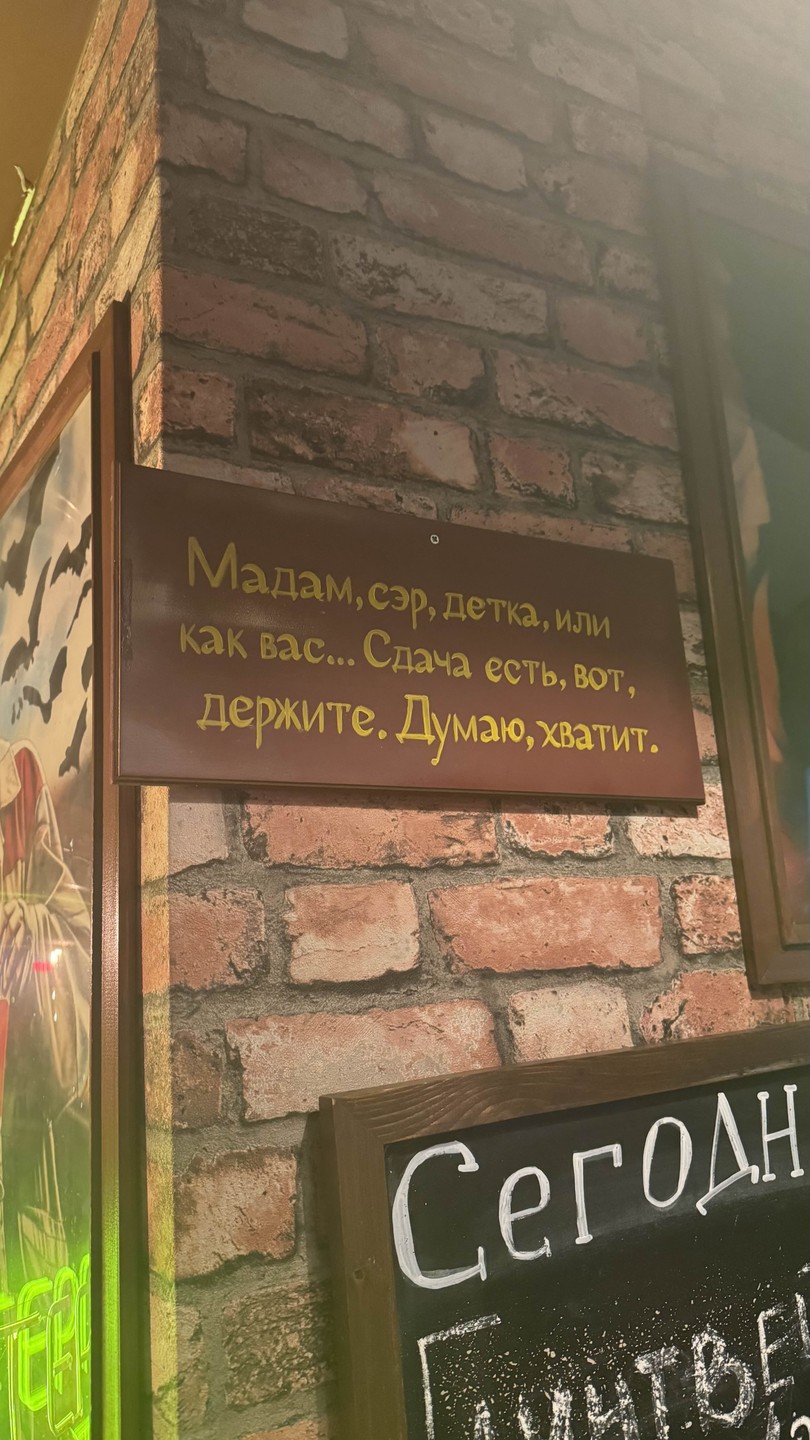 Мадам, сэр, детка, или
как вас... Сдача есть, вот,
держите. Думаю, хватит.
Сегодн